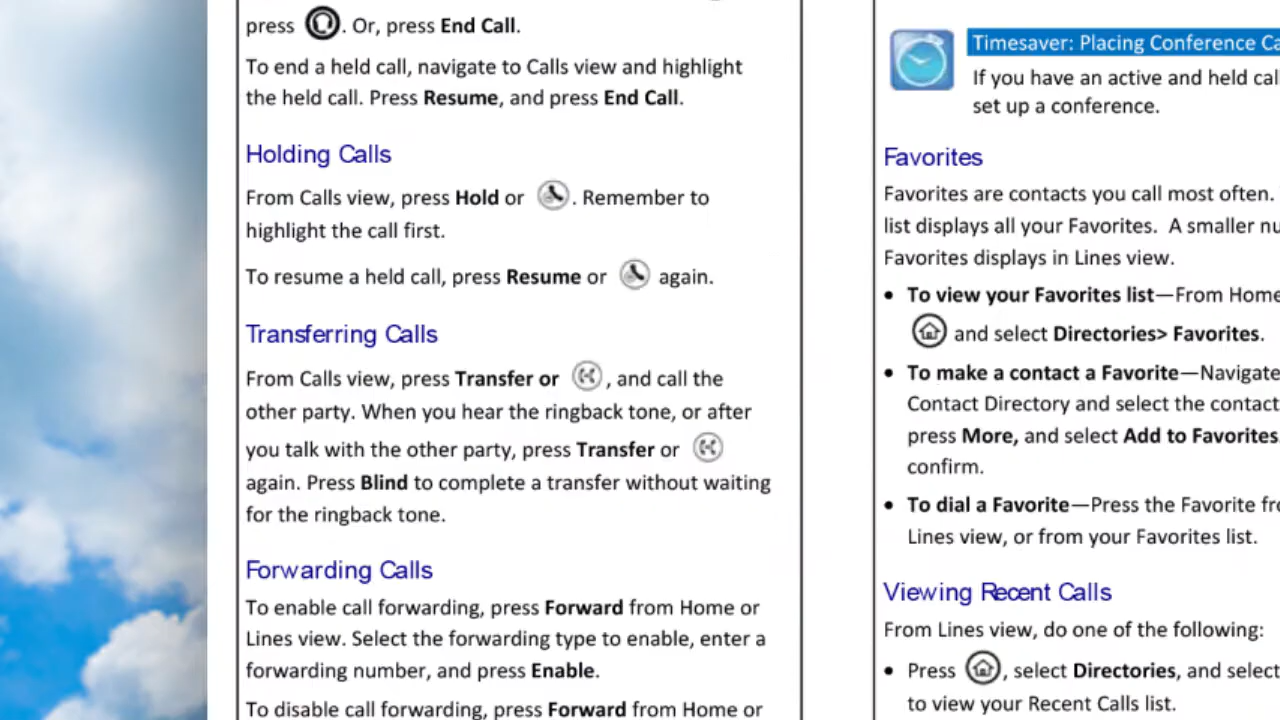 press . Or, press End Call.
To end a held call, navigate to Calls view and highlight
the held call. Press Resume, and press End Call.
Holding Calls
From Calls view, press Hold or . Remember to
highlight the call first.
To resume a held call, press Resume or again.
Transferring Calls
From Calls view, press Transfer or , and call the
other party. When you hear the ringback tone, or after
you talk with the other party, press Transfer or
again. Press Blind to complete a transfer without waiting
for the ringback tone.
Forwarding Calls
To enable call forwarding, press Forward from Home or
Lines view. Select the forwarding type to enable, enter a
forwarding number, and press Enable.
To disable call forwarding, press Forward from Home or
Timesaver: Placing Conference
If you have an active and held
set up a conference.
Favorites
Favorites are contacts you call most often.
list displays all your Favorites. A smaller
Favorites displays in Lines view.
• To view your Favorites list—From Home
and select Directories> Favorites.
• To make a contact a Favorite—Navigate
Contact Directory and select the contact
press More, and select Add to Favorites
confirm.
• To dial a Favorite—Press the Favorite
Lines view, or from your Favorites list.
Viewing Recent Calls
From Lines view, do one of the following:
• Press , select Directories, and select
to view your Recent Calls list.